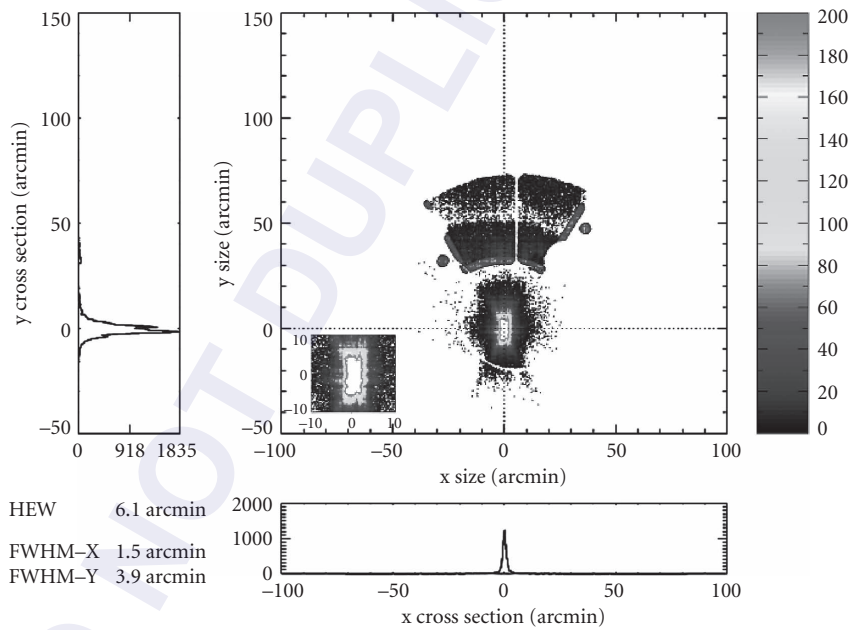 150
100
50
0
−50
y cross section (arcmin)
0 918 1835
150
100
50
0
−50
y size (arcmin)
10
0
−10
−10 0 10
−100 −50 0 50 100
x size (arcmin)
200
180
160
140
120
100
80
60
40
20
0
HEW 6.1 arcmin
FWHM–X 1.5 arcmin
FWHM–Y 3.9 arcmin
2000
1000
0
−100 −50 0 50 100
x cross section (arcmin)
DO NOT DUPLIC